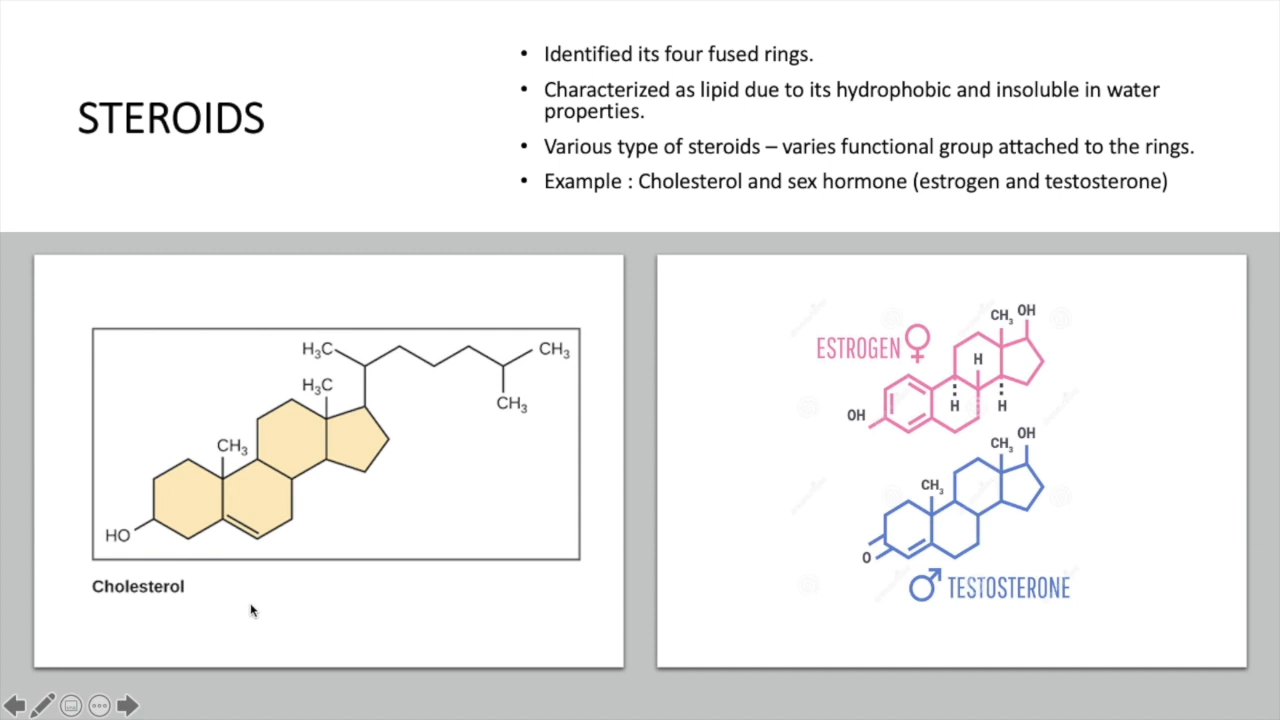 STEROIDS
• Identified its four fused rings.
• Characterized as lipid due to its hydrophobic and insoluble in water
properties.
• Various type of steroids – varies functional group attached to the rings.
• Example : Cholesterol and sex hormone (estrogen and testosterone)
H₃C
CH₃
H₃C
CH₃
CH₃
HO
Cholesterol
OH
CH₃
ESTROGEN
H
H
H
OH
OH
CH₃
CH₃
O
TESTOSTERONE